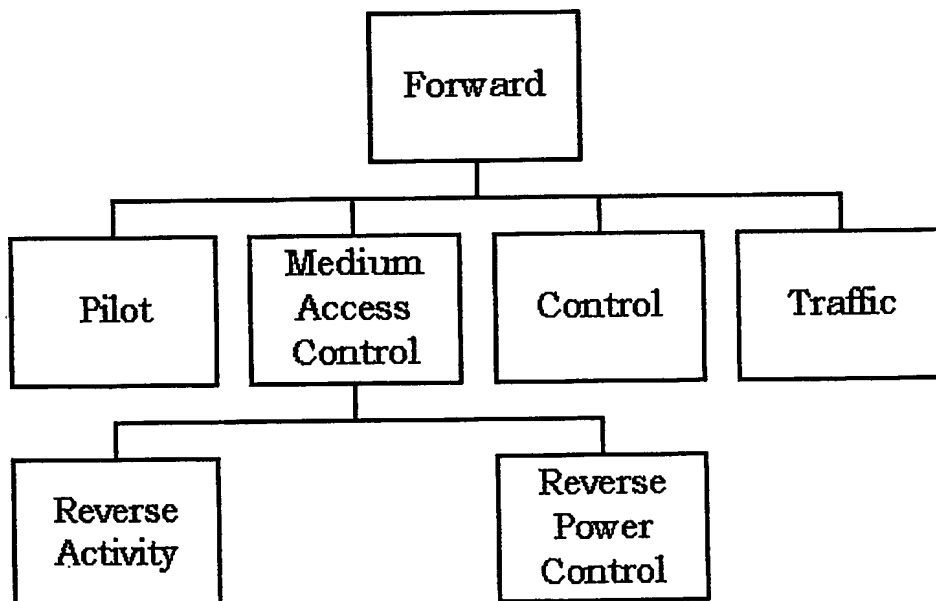 Forward
Pilot
Medium
Access
Control
Control
Traffic
Reverse
Activity
Reverse
Power
Control